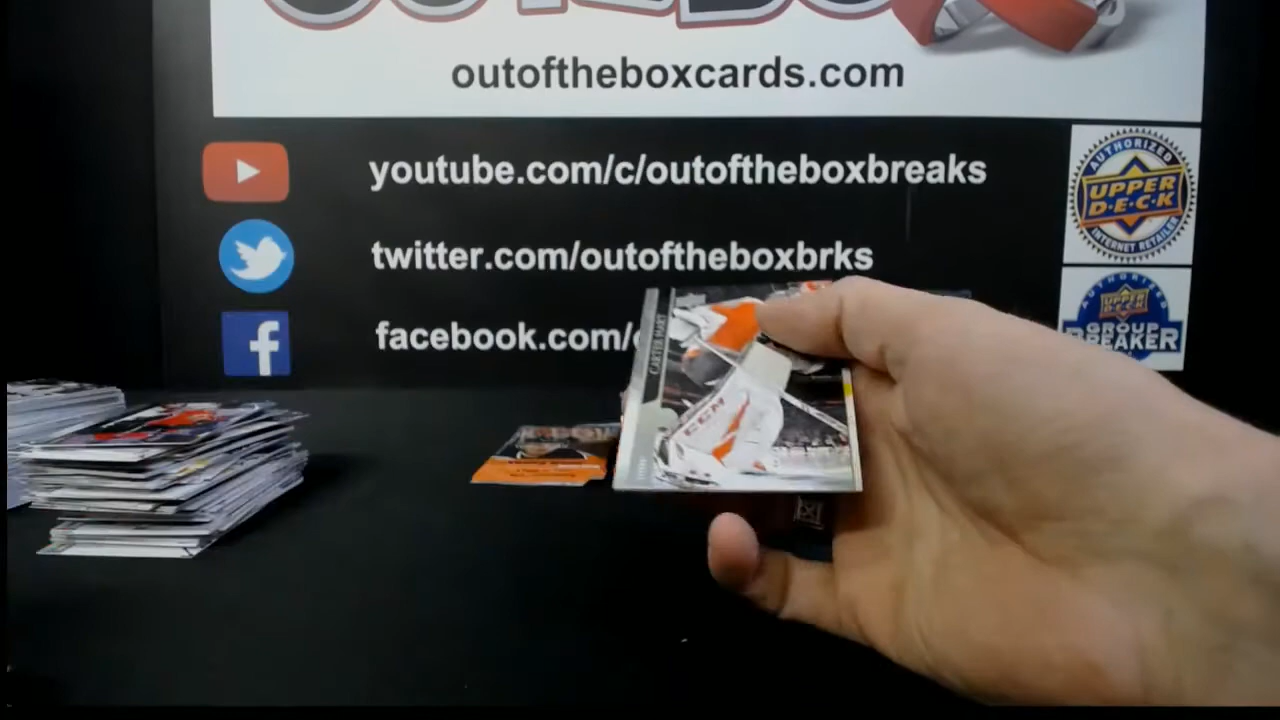 outoftheboxcards.com
youtube.com/c/outoftheboxbreaks
AUTHORIZED
UPPER
D·E·C·K
INTERNET RETAILER
twitter.com/outoftheboxbrks
facebook.com/
AUTHORIZED
UPPER
DECK
GROUP
BREAKER
CARTER HART
CCM